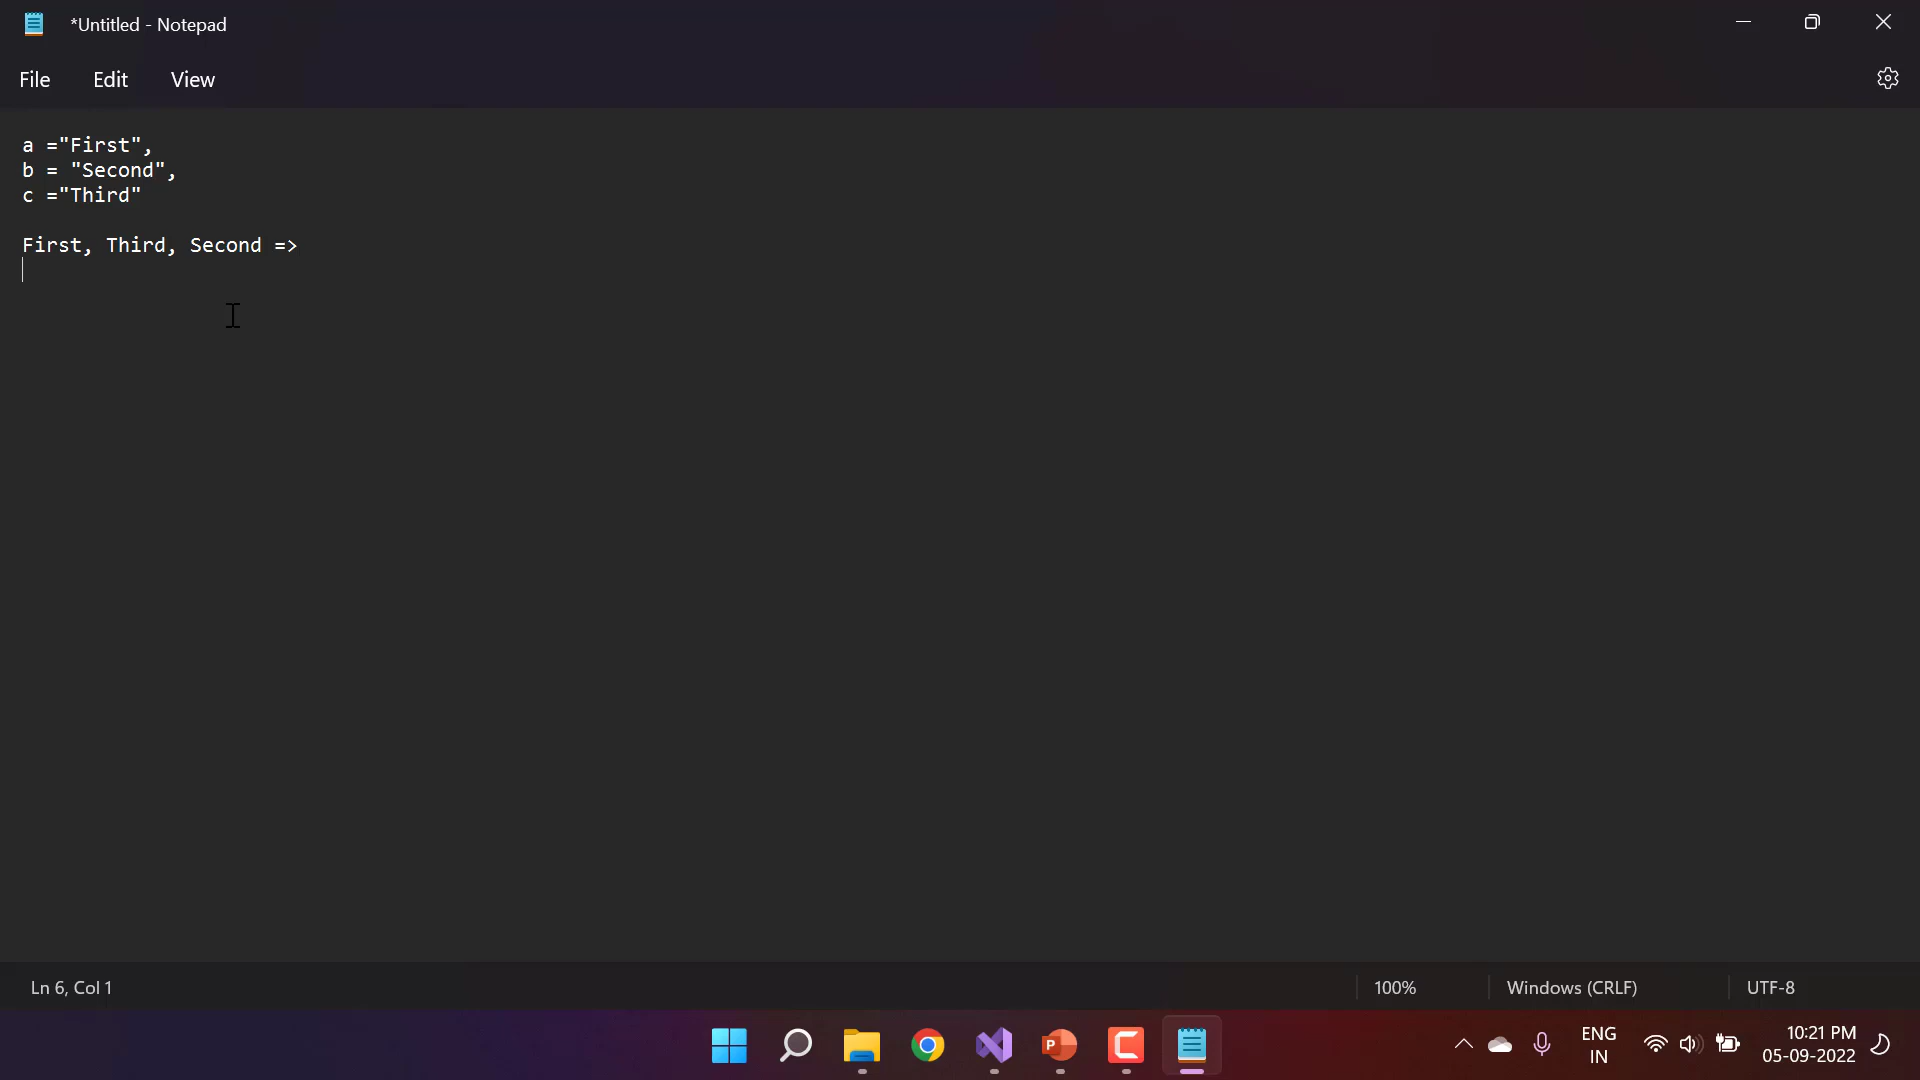 *Untitled - Notepad
File Edit View
a ="First",
b = "Second",
c ="Third"
First, Third, Second =>
Ln 6, Col 1
100%
Windows (CRLF)
UTF-8
P
ENG
IN
10:21 PM
05-09-2022